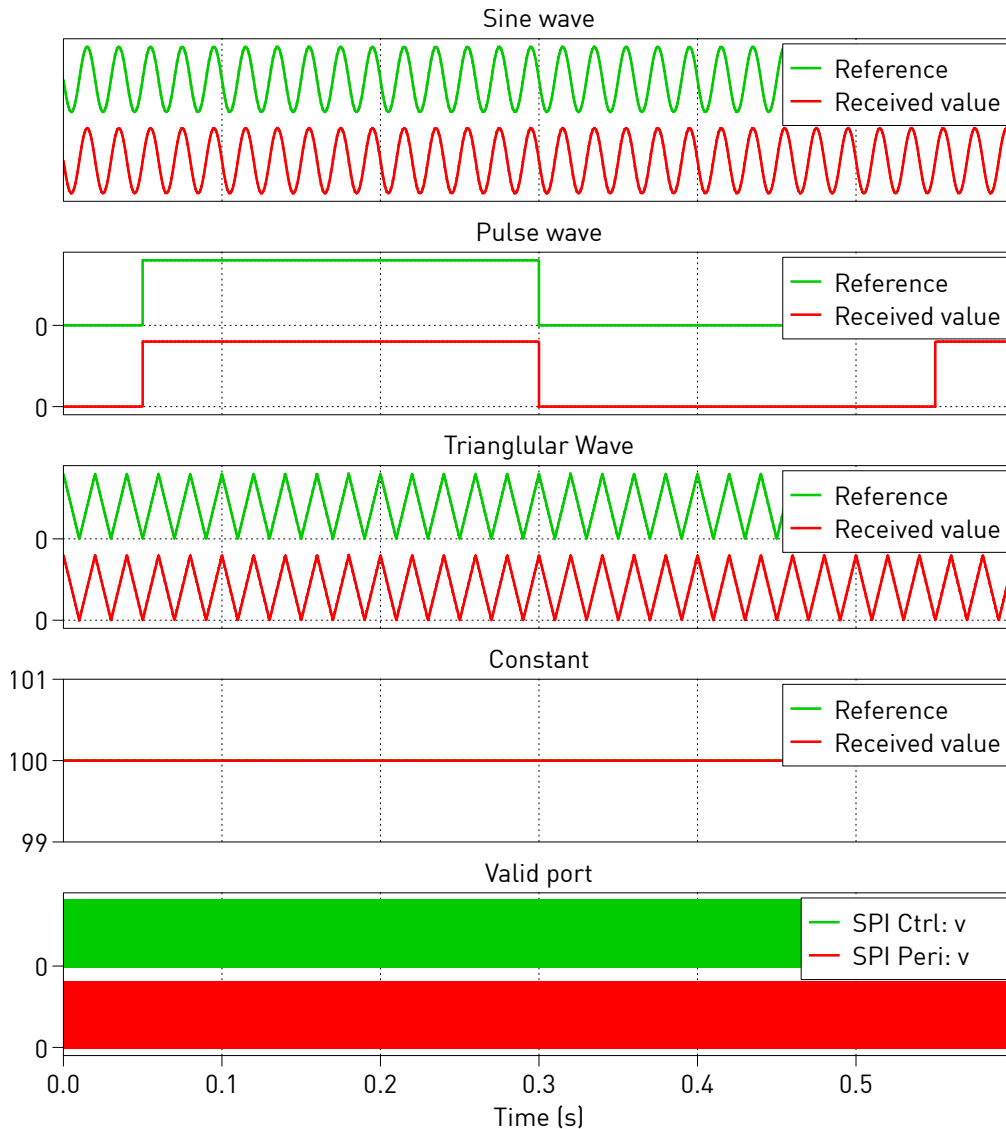 Sine wave
Reference
Received value
Pulse wave
Reference
Received value
0
0
Trianglular Wave
Reference
Received value
0
0
Constant
101
Reference
Received value
100
99
Valid port
SPI Ctrl: v
SPI Peri: v
0
0
0.0 0.1 0.2 0.3 0.4 0.5
Time (s)